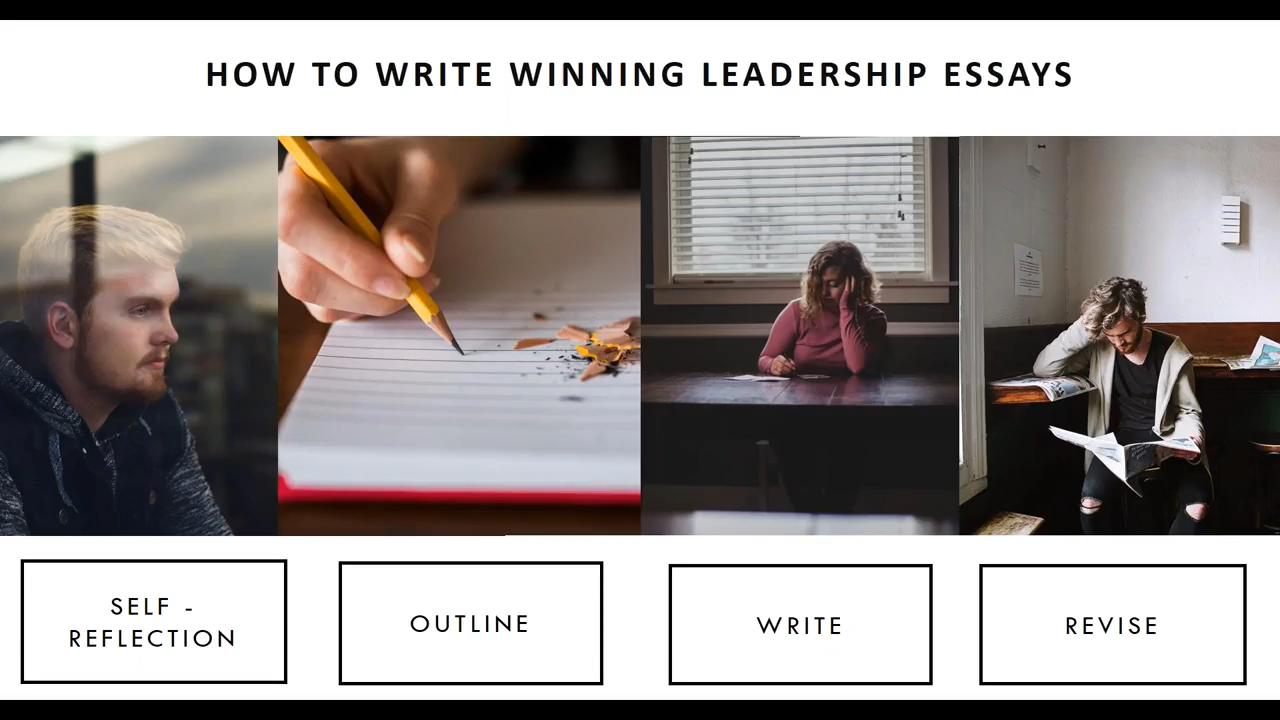 HOW TO WRITE WINNING LEADERSHIP ESSAYS
SELF -
REFLECTION
OUTLINE
WRITE
REVISE